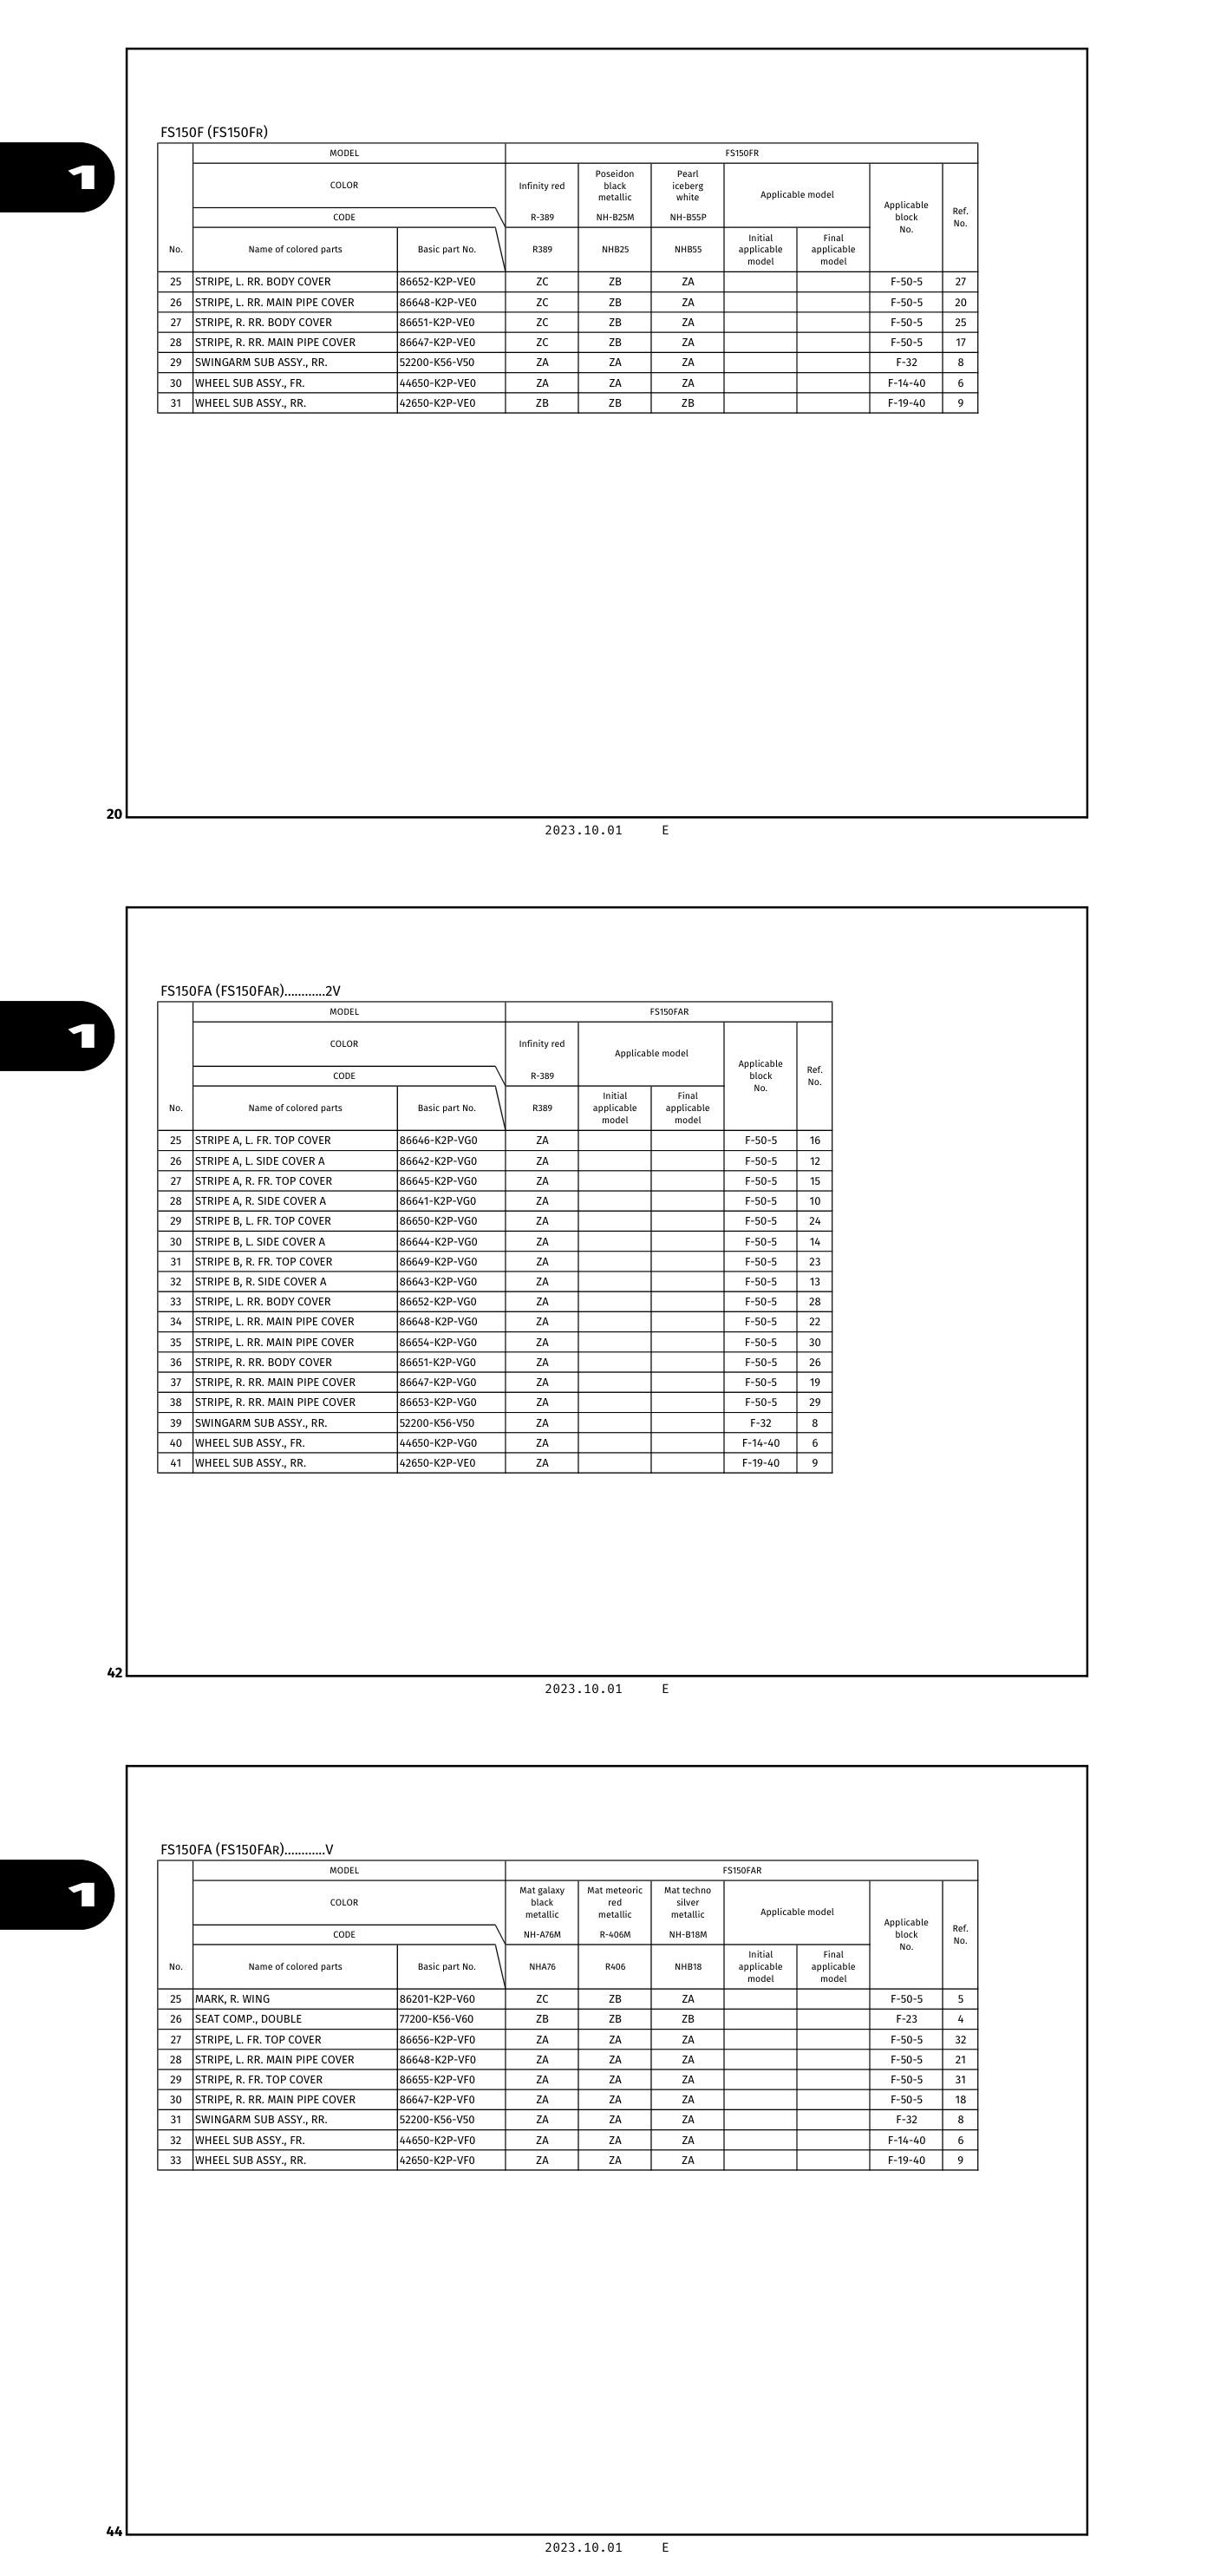 FS150F (FS150FR)
1
MODEL FS150FR
COLOR Infinity red Poseidon black metallic Pearl iceberg white Applicable model Applicable block No. Ref. No.
CODE R-389 NH-B25M NH-B55P
No. Name of colored parts Basic part No. R389 NHB25 NHB55 Initial applicable model Final applicable model
25 STRIPE, L. RR. BODY COVER 86652-K2P-VE0 ZC ZB ZA F-50-5 27
26 STRIPE, L. RR. MAIN PIPE COVER 86648-K2P-VE0 ZC ZB ZA F-50-5 20
27 STRIPE, R. RR. BODY COVER 86651-K2P-VE0 ZC ZB ZA F-50-5 25
28 STRIPE, R. RR. MAIN PIPE COVER 86647-K2P-VE0 ZC ZB ZA F-50-5 17
29 SWINGARM SUB ASSY., RR. 52200-K56-V50 ZA ZA ZA F-32 8
30 WHEEL SUB ASSY., FR. 44650-K2P-VE0 ZA ZA ZA F-14-40 6
31 WHEEL SUB ASSY., RR. 42650-K2P-VE0 ZB ZB ZB F-19-40 9
20
2023.10.01 E
FS150FA (FS150FAR)............2V
1
MODEL FS150FAR
COLOR Infinity red Applicable model Applicable block No. Ref. No.
CODE R-389
No. Name of colored parts Basic part No. R389 Initial applicable model Final applicable model
25 STRIPE A, L. FR. TOP COVER 86646-K2P-VG0 ZA F-50-5 16
26 STRIPE A, L. SIDE COVER A 86642-K2P-VG0 ZA F-50-5 12
27 STRIPE A, R. FR. TOP COVER 86645-K2P-VG0 ZA F-50-5 15
28 STRIPE A, R. SIDE COVER A 86641-K2P-VG0 ZA F-50-5 10
29 STRIPE B, L. FR. TOP COVER 86650-K2P-VG0 ZA F-50-5 24
30 STRIPE B, L. SIDE COVER A 86644-K2P-VG0 ZA F-50-5 14
31 STRIPE B, R. FR. TOP COVER 86649-K2P-VG0 ZA F-50-5 23
32 STRIPE B, R. SIDE COVER A 86643-K2P-VG0 ZA F-50-5 13
33 STRIPE, L. RR. BODY COVER 86652-K2P-VG0 ZA F-50-5 28
34 STRIPE, L. RR. MAIN PIPE COVER 86648-K2P-VG0 ZA F-50-5 22
35 STRIPE, L. RR. MAIN PIPE COVER 86654-K2P-VG0 ZA F-50-5 30
36 STRIPE, R. RR. BODY COVER 86651-K2P-VG0 ZA F-50-5 26
37 STRIPE, R. RR. MAIN PIPE COVER 86647-K2P-VG0 ZA F-50-5 19
38 STRIPE, R. RR. MAIN PIPE COVER 86653-K2P-VG0 ZA F-50-5 29
39 SWINGARM SUB ASSY., RR. 52200-K56-V50 ZA F-32 8
40 WHEEL SUB ASSY., FR. 44650-K2P-VG0 ZA F-14-40 6
41 WHEEL SUB ASSY., RR. 42650-K2P-VE0 ZA F-19-40 9
42
2023.10.01 E
FS150FA (FS150FAR)............V
1
MODEL FS150FAR
COLOR Mat galaxy black metallic Mat meteoric red metallic Mat techno silver metallic Applicable model Applicable block No. Ref. No.
CODE NH-A76M R-406M NH-B18M
No. Name of colored parts Basic part No. NHA76 R406 NHB18 Initial applicable model Final applicable model
25 MARK, R. WING 86201-K2P-V60 ZC ZB ZA F-50-5 5
26 SEAT COMP., DOUBLE 77200-K56-V60 ZB ZB ZB F-23 4
27 STRIPE, L. FR. TOP COVER 86656-K2P-VF0 ZA ZA ZA F-50-5 32
28 STRIPE, L. RR. MAIN PIPE COVER 86648-K2P-VF0 ZA ZA ZA F-50-5 21
29 STRIPE, R. FR. TOP COVER 86655-K2P-VF0 ZA ZA ZA F-50-5 31
30 STRIPE, R. RR. MAIN PIPE COVER 86647-K2P-VF0 ZA ZA ZA F-50-5 18
31 SWINGARM SUB ASSY., RR. 52200-K56-V50 ZA ZA ZA F-32 8
32 WHEEL SUB ASSY., FR. 44650-K2P-VF0 ZA ZA ZA F-14-40 6
33 WHEEL SUB ASSY., RR. 42650-K2P-VF0 ZA ZA ZA F-19-40 9
44
2023.10.01 E